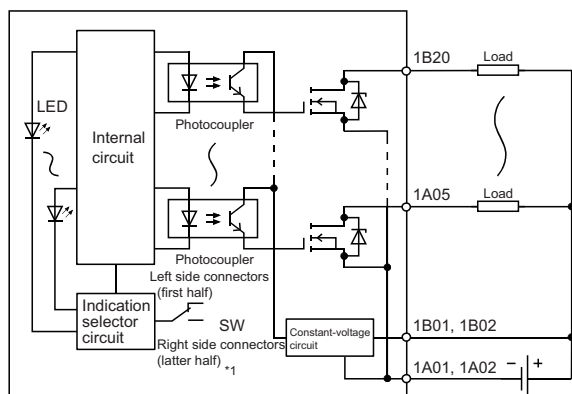 1B20
Load
LED
Internal
circuit
Photocoupler
1A05
Load
Photocoupler
Left side connectors
(first half)
Indication
selector
circuit
SW
Right side connectors
(latter half)
*1
Constant-voltage
circuit
1B01, 1B02
1A01, 1A02
− +